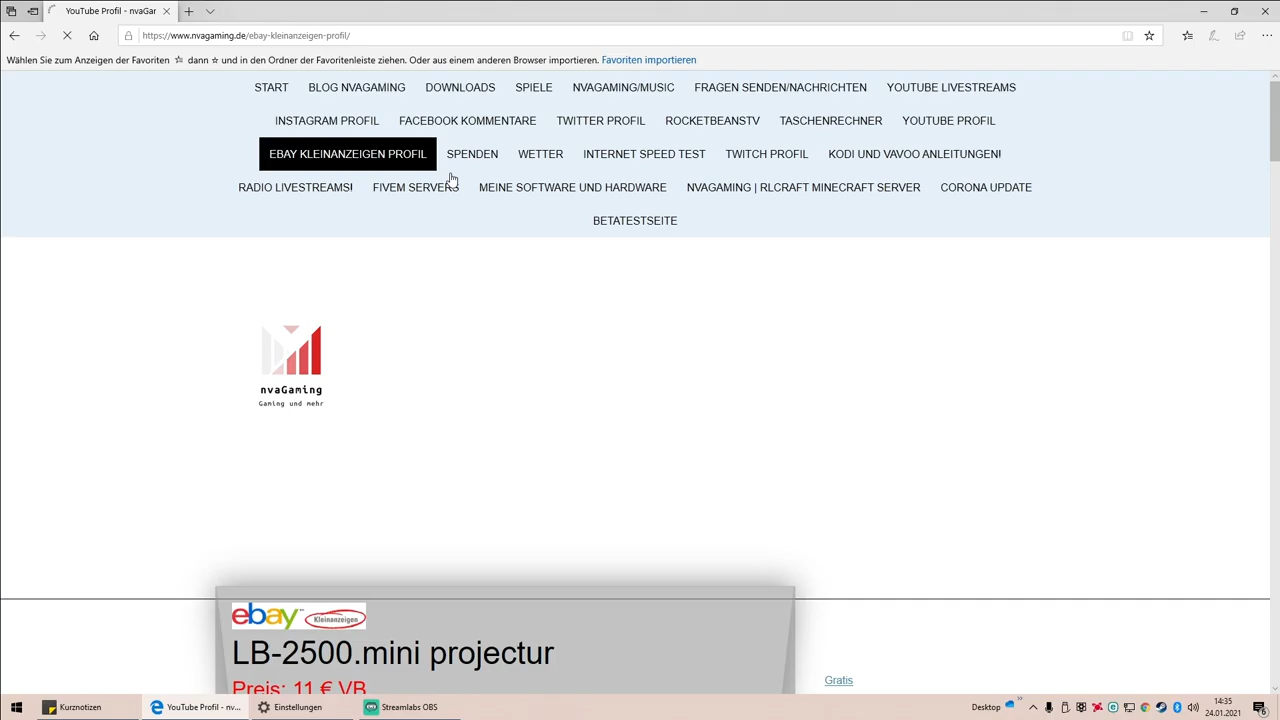 YouTube Profil - nvaGar
https://www.nvagaming.de/ebay-kleinanzeigen-profil/
Wählen Sie zum Anzeigen der Favoriten ☆ dann ☆ und in den Ordner der Favoritenleiste ziehen. Oder aus einem anderen Browser importieren. Favoriten importieren
START BLOG NVAGAMING DOWNLOADS SPIELE NVAGAMING/MUSIC FRAGEN SENDEN/NACHRICHTEN YOUTUBE LIVESTREAMS
INSTAGRAM PROFIL FACEBOOK KOMMENTARE TWITTER PROFIL ROCKETBEANSTV TASCHENRECHNER YOUTUBE PROFIL
EBAY KLEINANZEIGEN PROFIL SPENDEN WETTER INTERNET SPEED TEST TWITCH PROFIL KODI UND VAVOO ANLEITUNGEN!
RADIO LIVESTREAMS! FIVEM SERVERS MEINE SOFTWARE UND HARDWARE NVAGAMING | RLCRAFT MINECRAFT SERVER CORONA UPDATE
BETATESTSEITE
nvaGaming
Gaming und mehr
ebay Kleinanzeigen
LB-2500.mini projectur
Preis: 11 € VB
Gratis
Kurznotizen YouTube Profil - nv... Einstellungen Streamlabs OBS Desktop 14:35
24.01.2021